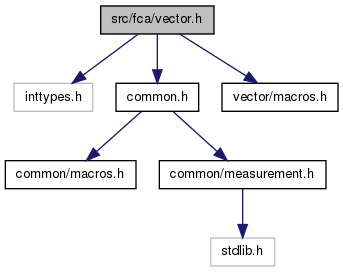 src/fca/vector.h
inttypes.h
common.h
vector/macros.h
common/macros.h
common/measurement.h
stdlib.h